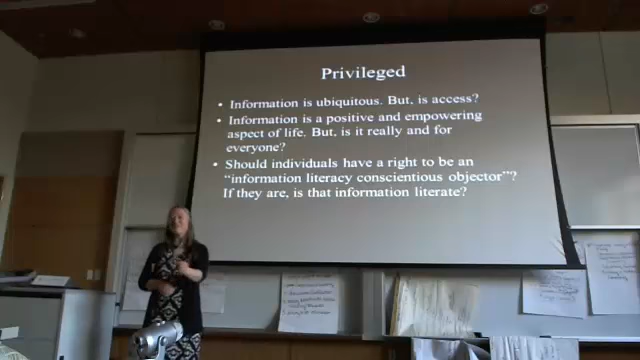 Privileged
• Information is ubiquitous. But, is access?
• Information is a positive and empowering
aspect of life. But, is it really and for
everyone?
• Should individuals have a right to be an
“information literacy conscientious objector”?
If they are, is that information literate?